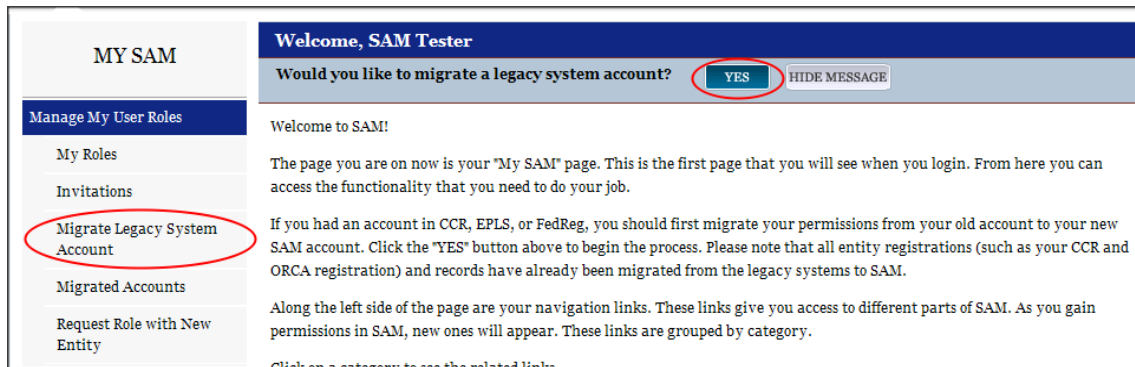 MY SAM
Manage My User Roles
My Roles
Invitations
Migrate Legacy System
Account
Migrated Accounts
Request Role with New
Entity
Welcome, SAM Tester
Would you like to migrate a legacy system account? YES HIDE MESSAGE
Welcome to SAM!
The page you are on now is your "My SAM" page. This is the first page that you will see when you login. From here you can
access the functionality that you need to do your job.
If you had an account in CCR, EPLS, or FedReg, you should first migrate your permissions from your old account to your new
SAM account. Click the "YES" button above to begin the process. Please note that all entity registrations (such as your CCR and
ORCA registration) and records have already been migrated from the legacy systems to SAM.
Along the left side of the page are your navigation links. These links give you access to different parts of SAM. As you gain
permissions in SAM, new ones will appear. These links are grouped by category.
Click on a category to see the related links.